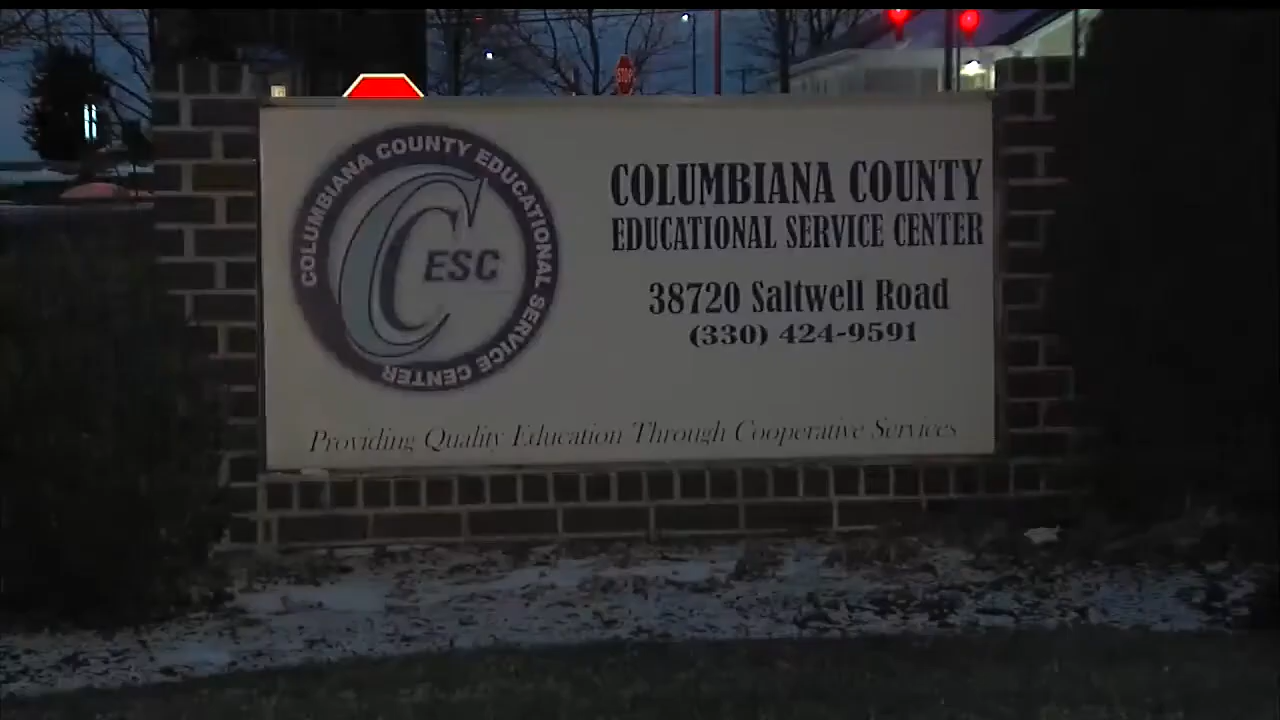 STOP
COLUMBIANA COUNTY EDUCATIONAL SERVICE CENTER
C ESC
COLUMBIANA COUNTY
EDUCATIONAL SERVICE CENTER
38720 Saltwell Road
(330) 424-9591
Providing Quality Education Through Cooperative Services